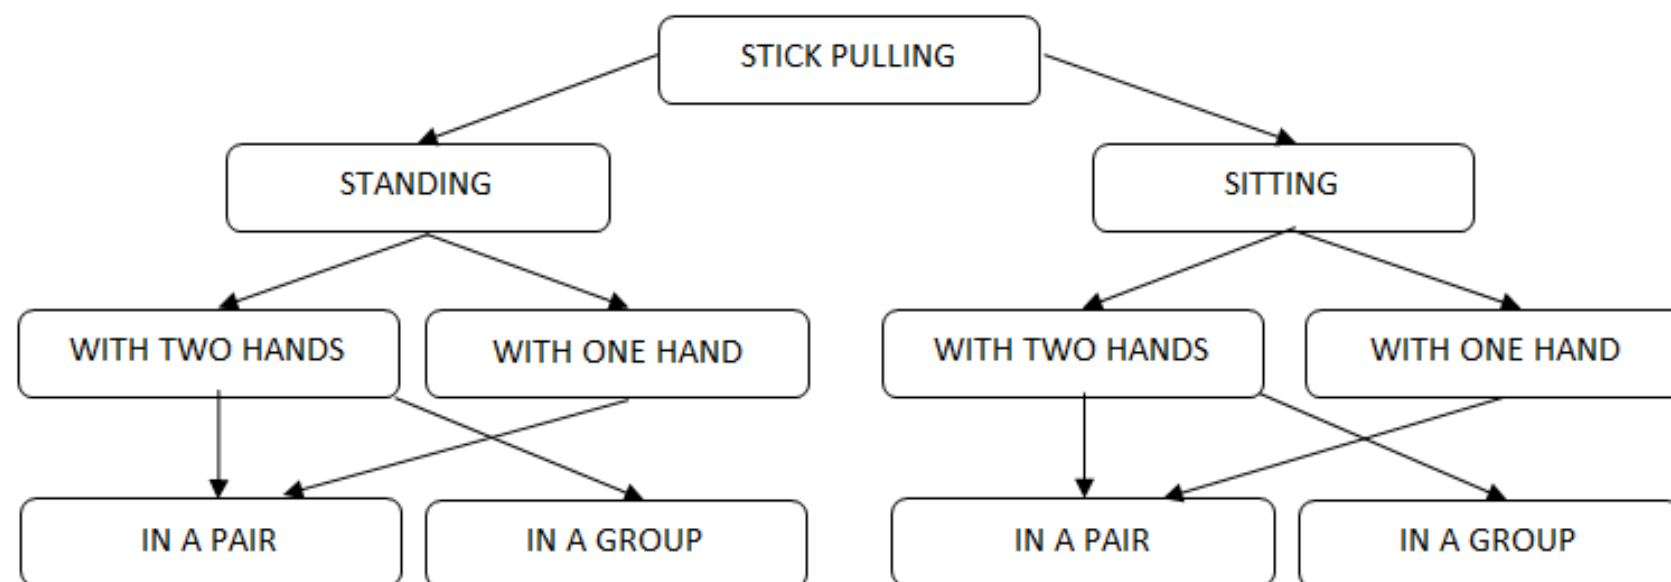 STICK PULLING
STANDING
SITTING
WITH TWO HANDS
WITH ONE HAND
WITH TWO HANDS
WITH ONE HAND
IN A PAIR
IN A GROUP
IN A PAIR
IN A GROUP